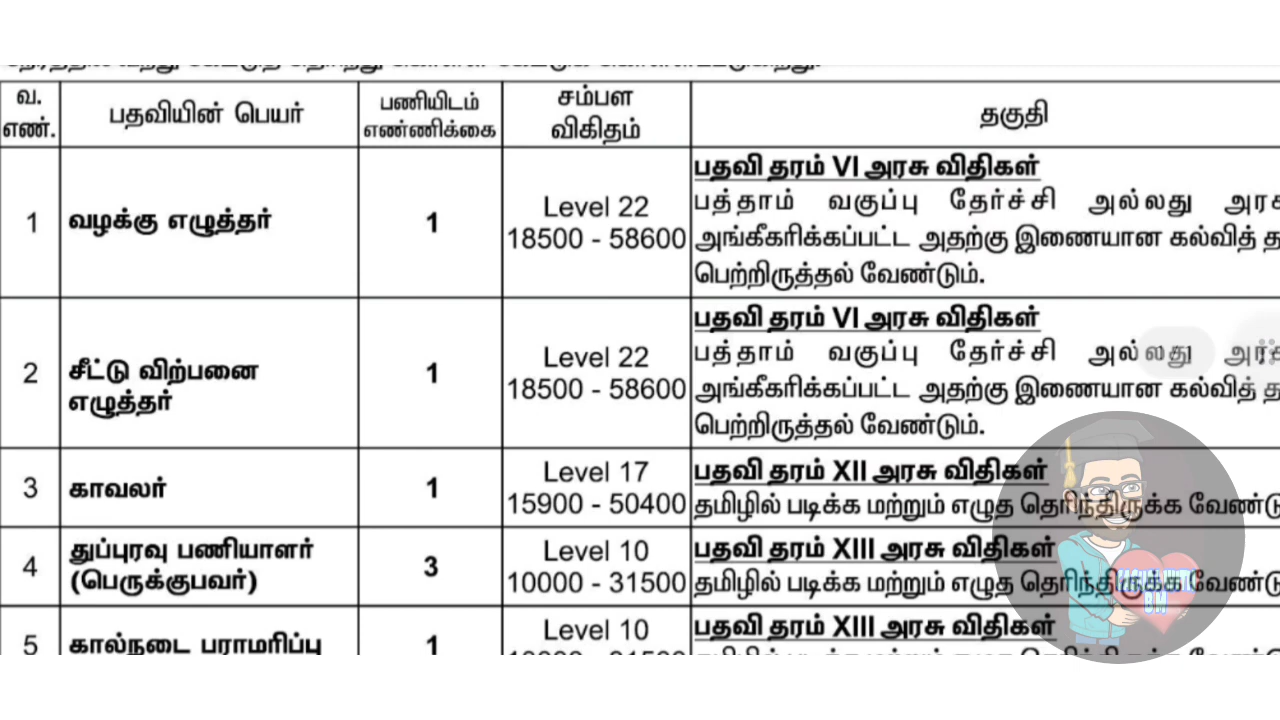 வ. எண்.
பதவியின் பெயர்
பணியிடம் எண்ணிக்கை
சம்பள விகிதம்
தகுதி
1
வழக்கு எழுத்தர்
1
Level 22
18500 - 58600
பதவி தரம் VI அரசு விதிகள்
பத்தாம் வகுப்பு தேர்ச்சி அல்லது
அங்கீகரிக்கப்பட்ட அதற்கு இணையான கல்வித்
பெற்றிருத்தல் வேண்டும்.
2
சீட்டு விற்பனை
எழுத்தர்
1
Level 22
18500 - 58600
பதவி தரம் VI அரசு விதிகள்
பத்தாம் வகுப்பு தேர்ச்சி அல்லது
அங்கீகரிக்கப்பட்ட அதற்கு இணையான கல்வித்
பெற்றிருத்தல் வேண்டும்.
3
காவலர்
1
Level 17
15900 - 50400
பதவி தரம் XII அரசு விதிகள்
தமிழில் படிக்க மற்றும் எழுத தெரிந்திருக்க
4
துப்புரவு பணியாளர்
(பெருக்குபவர்)
3
Level 10
10000 - 31500
பதவி தரம் XIII அரசு விதிகள்
தமிழில் படிக்க மற்றும் எழுத தெரிந்திருக்க
5
கால்நடை பராமரிப்பு
1
Level 10
பதவி தரம் XIII அரசு விதிகள்